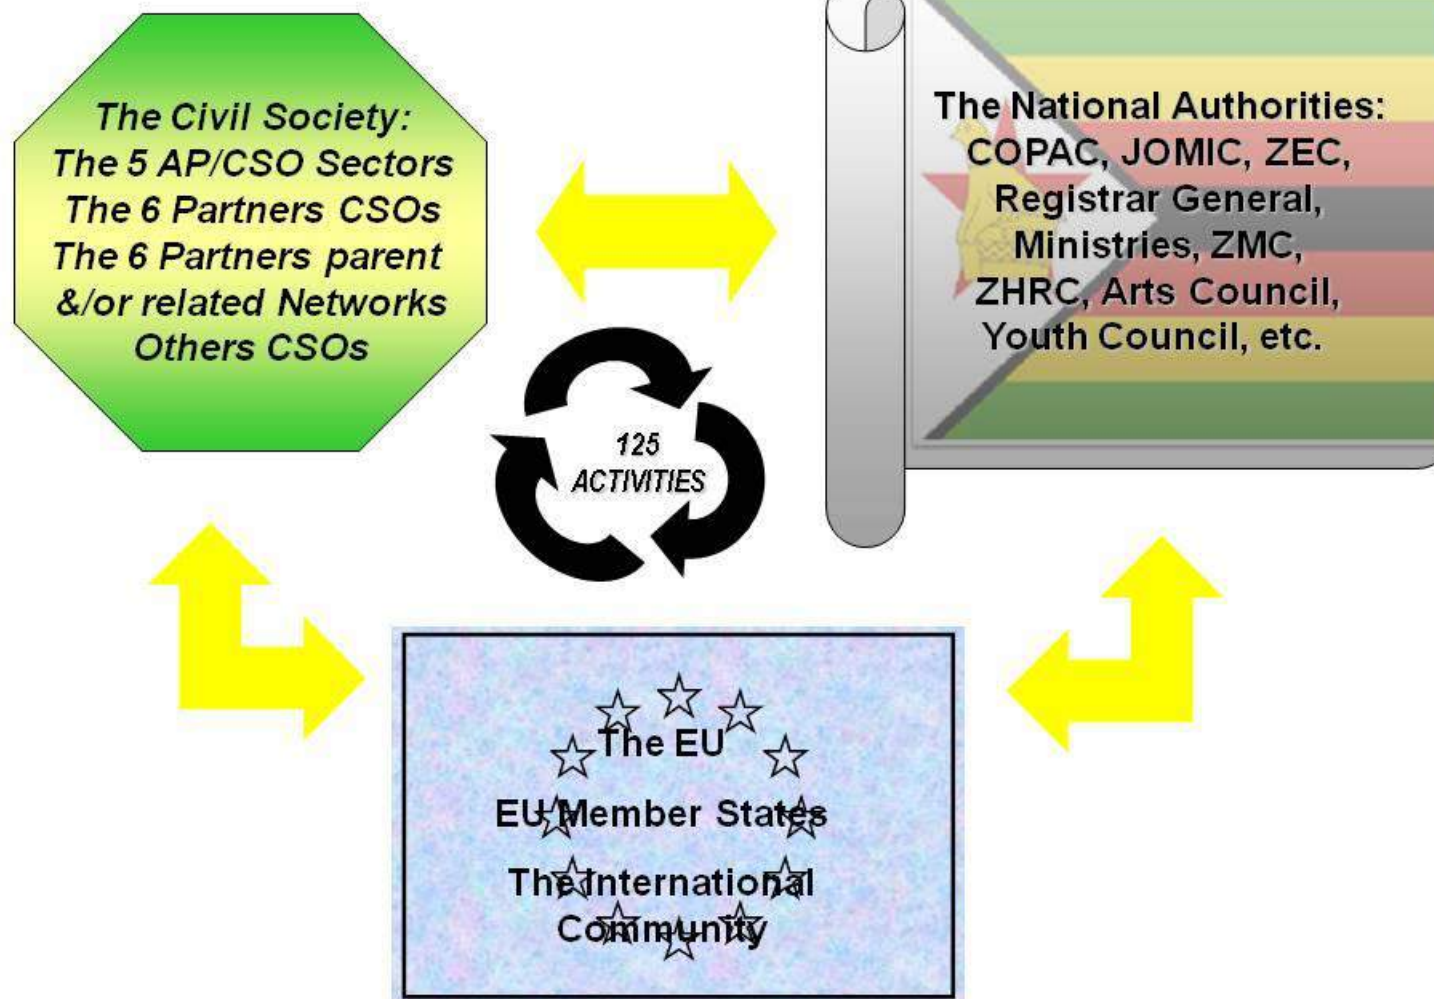 The Civil Society:
The 5 AP/CSO Sectors
The 6 Partners CSOs
The 6 Partners parent
&/or related Networks
Others CSOs
The National Authorities:
COPAC, JOMIC, ZEC,
Registrar General,
Ministries, ZMC,
ZHRC, Arts Council,
Youth Council, etc.
125
ACTIVITIES
The EU
EU Member States
The International
Community